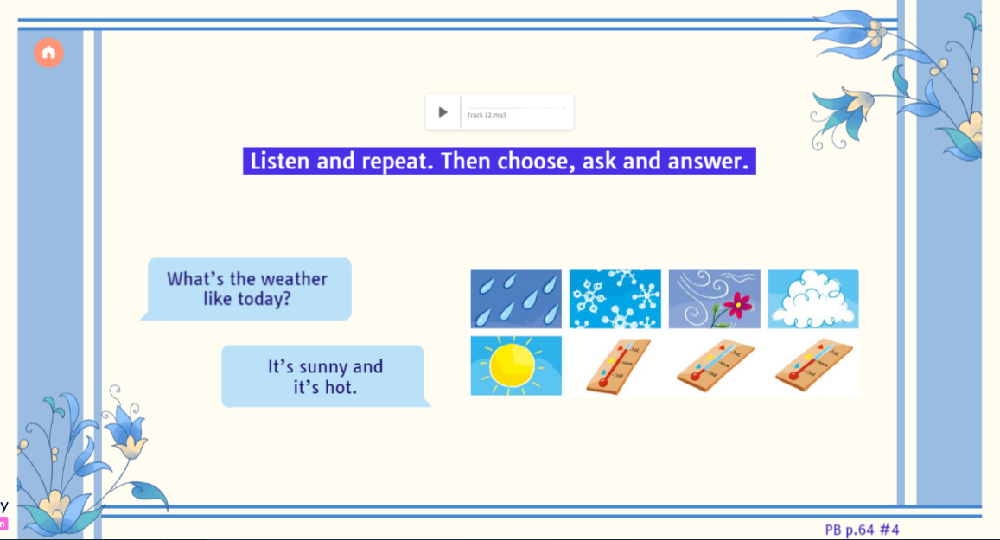 Track 12.mp3
Listen and repeat. Then choose, ask and answer.
What's the weather
like today?
It's sunny and
it's hot.
PB p.64 #4
y
n